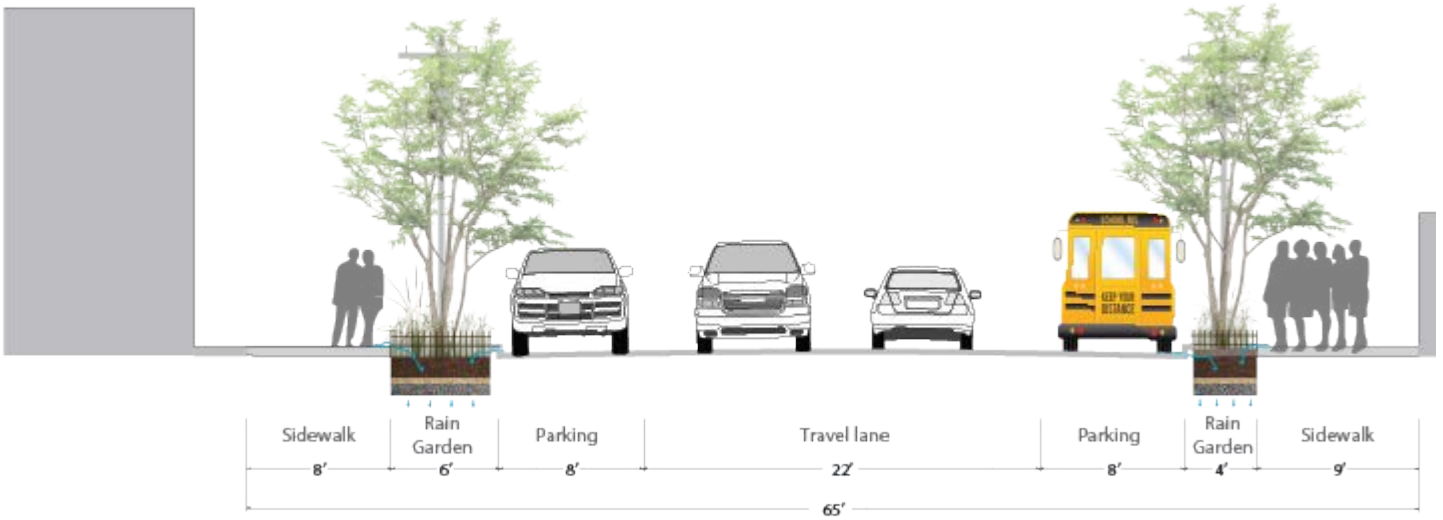 SCHOOL BUS
KEEP YOUR
DISTANCE
Sidewalk
Rain
Garden
Parking
Travel lane
Parking
Rain
Garden
Sidewalk
8'
6'
8'
22'
8'
4'
9'
65'